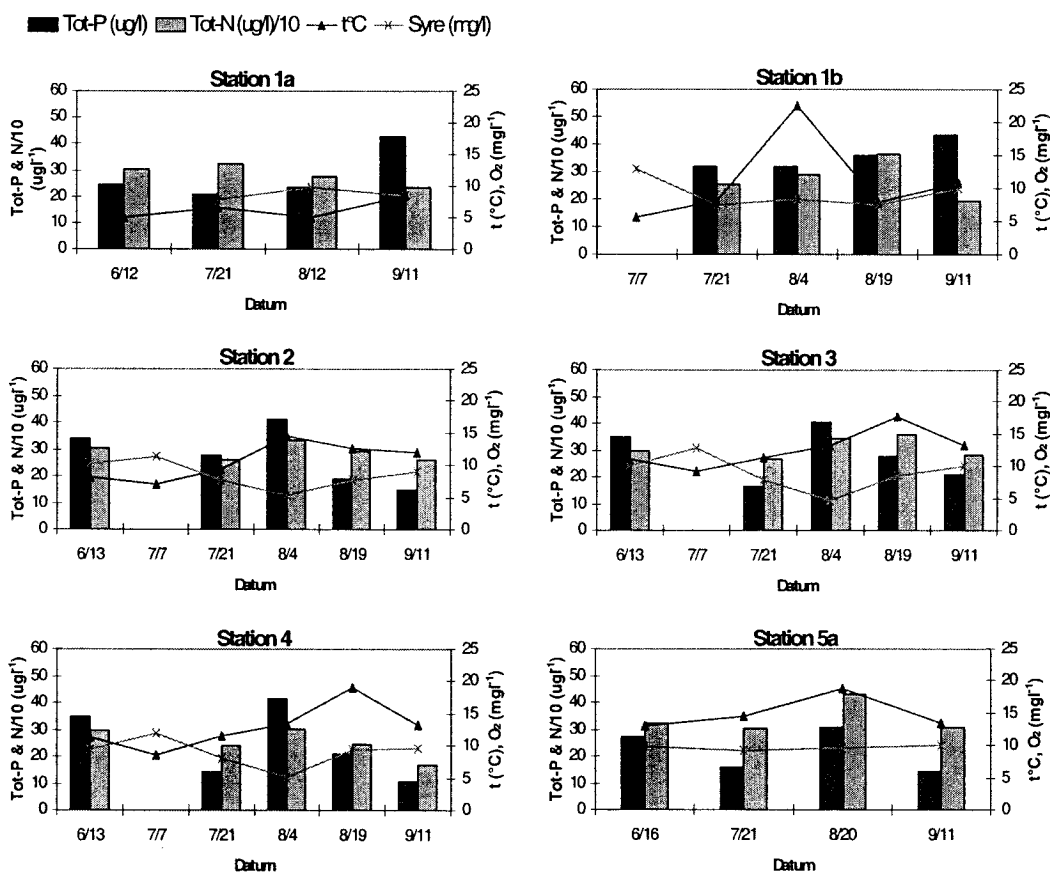 Tot-P (ug/l) Tot-N (ug/l)/10 t°C Syre (mg/l)
Station 1a
Tot-P & N/10 (ugl⁻¹)
60
50
40
30
20
10
0
25
20
15
10
5
0
t (°C), O₂ (mgl⁻¹)
6/12 7/21 8/12 9/11
Datum
Station 1b
Tot-P & N/10 (ugl⁻¹)
60
50
40
30
20
10
0
25
20
15
10
5
0
t (°C), O₂ (mgl⁻¹)
7/7 7/21 8/4 8/19 9/11
Datum
Station 2
Tot-P & N/10 (ugl⁻¹)
60
50
40
30
20
10
0
25
20
15
10
5
0
t (°C), O₂ (mgl⁻¹)
6/13 7/7 7/21 8/4 8/19 9/11
Datum
Station 3
Tot-P & N/10 (ugl⁻¹)
60
50
40
30
20
10
0
25
20
15
10
5
0
t (°C), O₂ (mgl⁻¹)
6/13 7/7 7/21 8/4 8/19 9/11
Datum
Station 4
Tot-P & N/10 (ugl⁻¹)
60
50
40
30
20
10
0
25
20
15
10
5
0
t (°C), O₂ (mgl⁻¹)
6/13 7/7 7/21 8/4 8/19 9/11
Datum
Station 5a
Tot-P & N/10 (ugl⁻¹)
60
50
40
30
20
10
0
25
20
15
10
5
0
t°C, O₂ (mgl⁻¹)
6/16 7/21 8/20 9/11
Datum